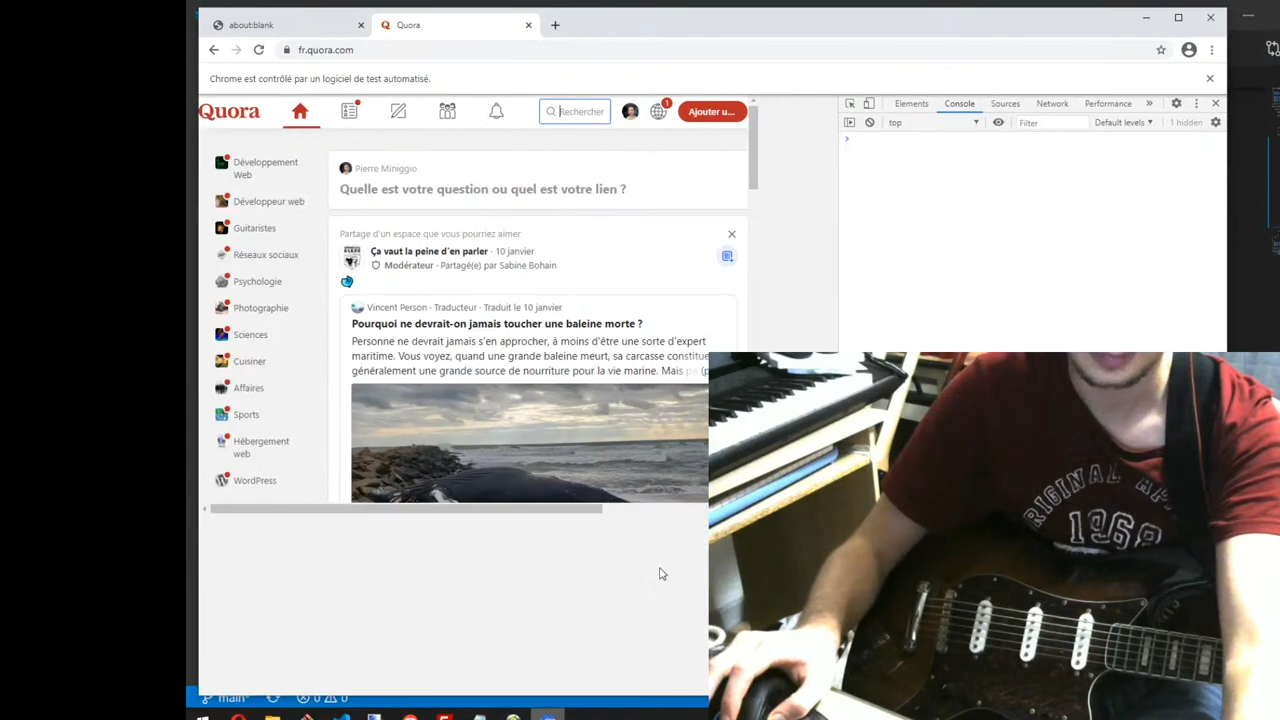 about:blank
Quora
fr.quora.com
Chrome est contrôlé par un logiciel de test automatisé.
Quora
Rechercher
1
Ajouter u...
Elements
Console
Sources
Network
Performance
top
Filter
Default levels
1 hidden
Développement
Web
Développeur web
Guitaristes
Réseaux sociaux
Psychologie
Photographie
Sciences
Cuisiner
Affaires
Sports
Hébergement
web
WordPress
Pierre Miniggio
Quelle est votre question ou quel est votre lien ?
Partage d'un espace que vous pourriez aimer
Ça vaut la peine d'en parler · 10 janvier
Modérateur · Partagé(e) par Sabine Bohain
Vincent Person · Traducteur · Traduit le 10 janvier
Pourquoi ne devrait-on jamais toucher une baleine morte ?
Personne ne devrait jamais s'en approcher, à moins d'être une sorte d'expert
maritime. Vous voyez, quand une grande baleine meurt, sa carcasse constitue
généralement une grande source de nourriture pour la vie marine. Mais
RIGINAL
1968
main*
0
0